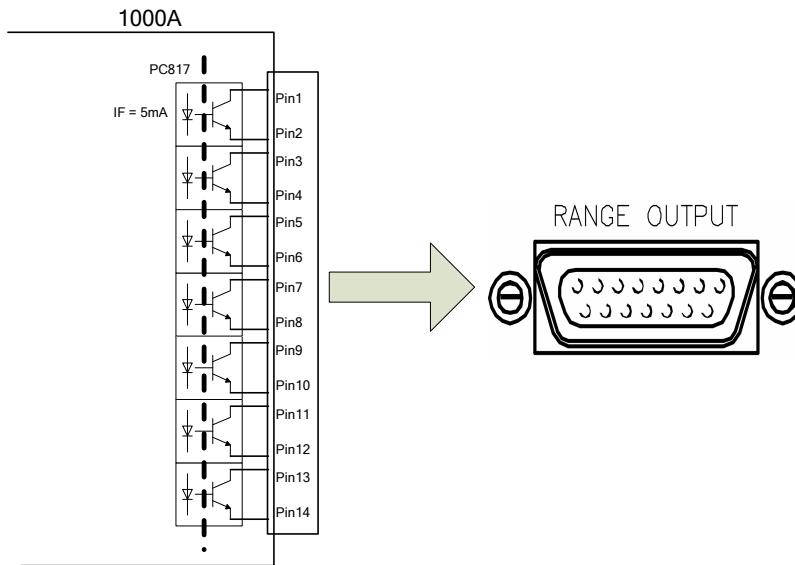 1000A
PC817
IF = 5mA
Pin1
Pin2
Pin3
Pin4
Pin5
Pin6
Pin7
Pin8
Pin9
Pin10
Pin11
Pin12
Pin13
Pin14
RANGE OUTPUT